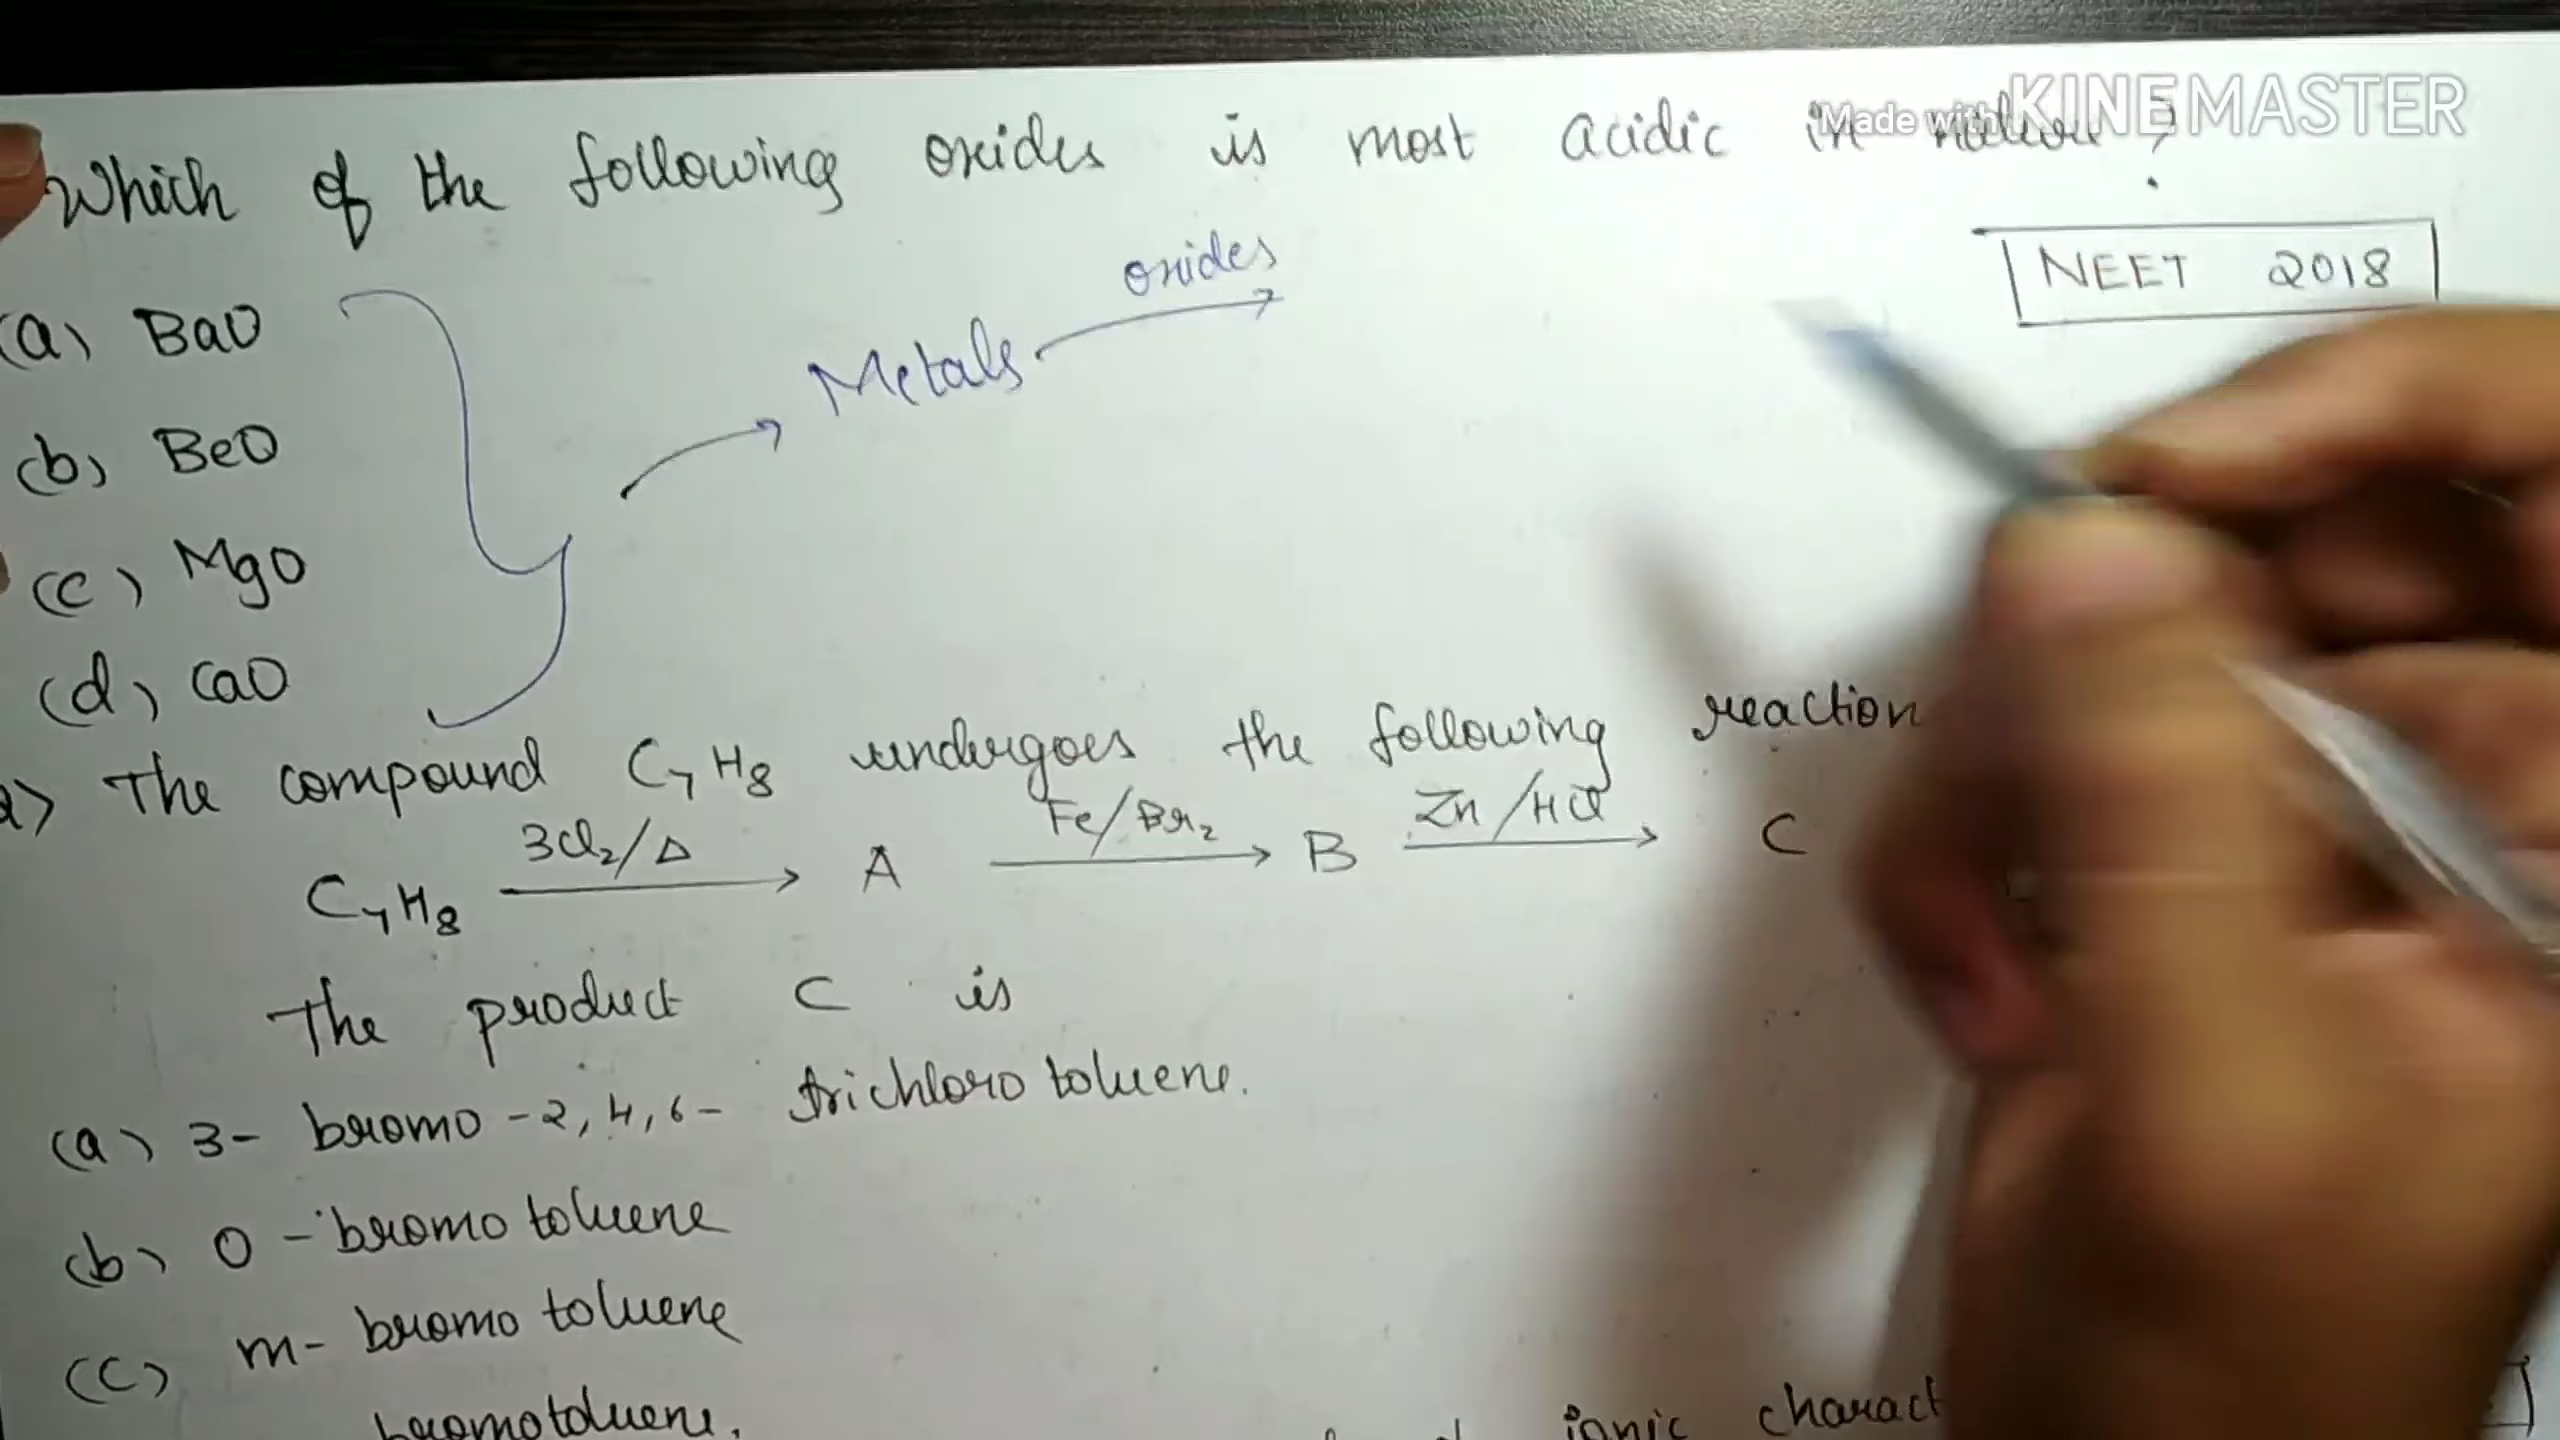 Which of the following oxides is most acidic in nature?
Made with KINEMASTER
NEET 2018
oxides
Metals
(a) BaO
(b) BeO
(c) MgO
(d) CaO
The compound C7H8 undergoes the following reaction
C7H8 3Cl2/Δ A Fe/Br2 B Zn/HCl C
The product C is
(a) 3- bromo -2,4,6- trichloro toluene.
(b) O - bromo toluene
(c) m- bromo toluene
bromotoluene.
ionic